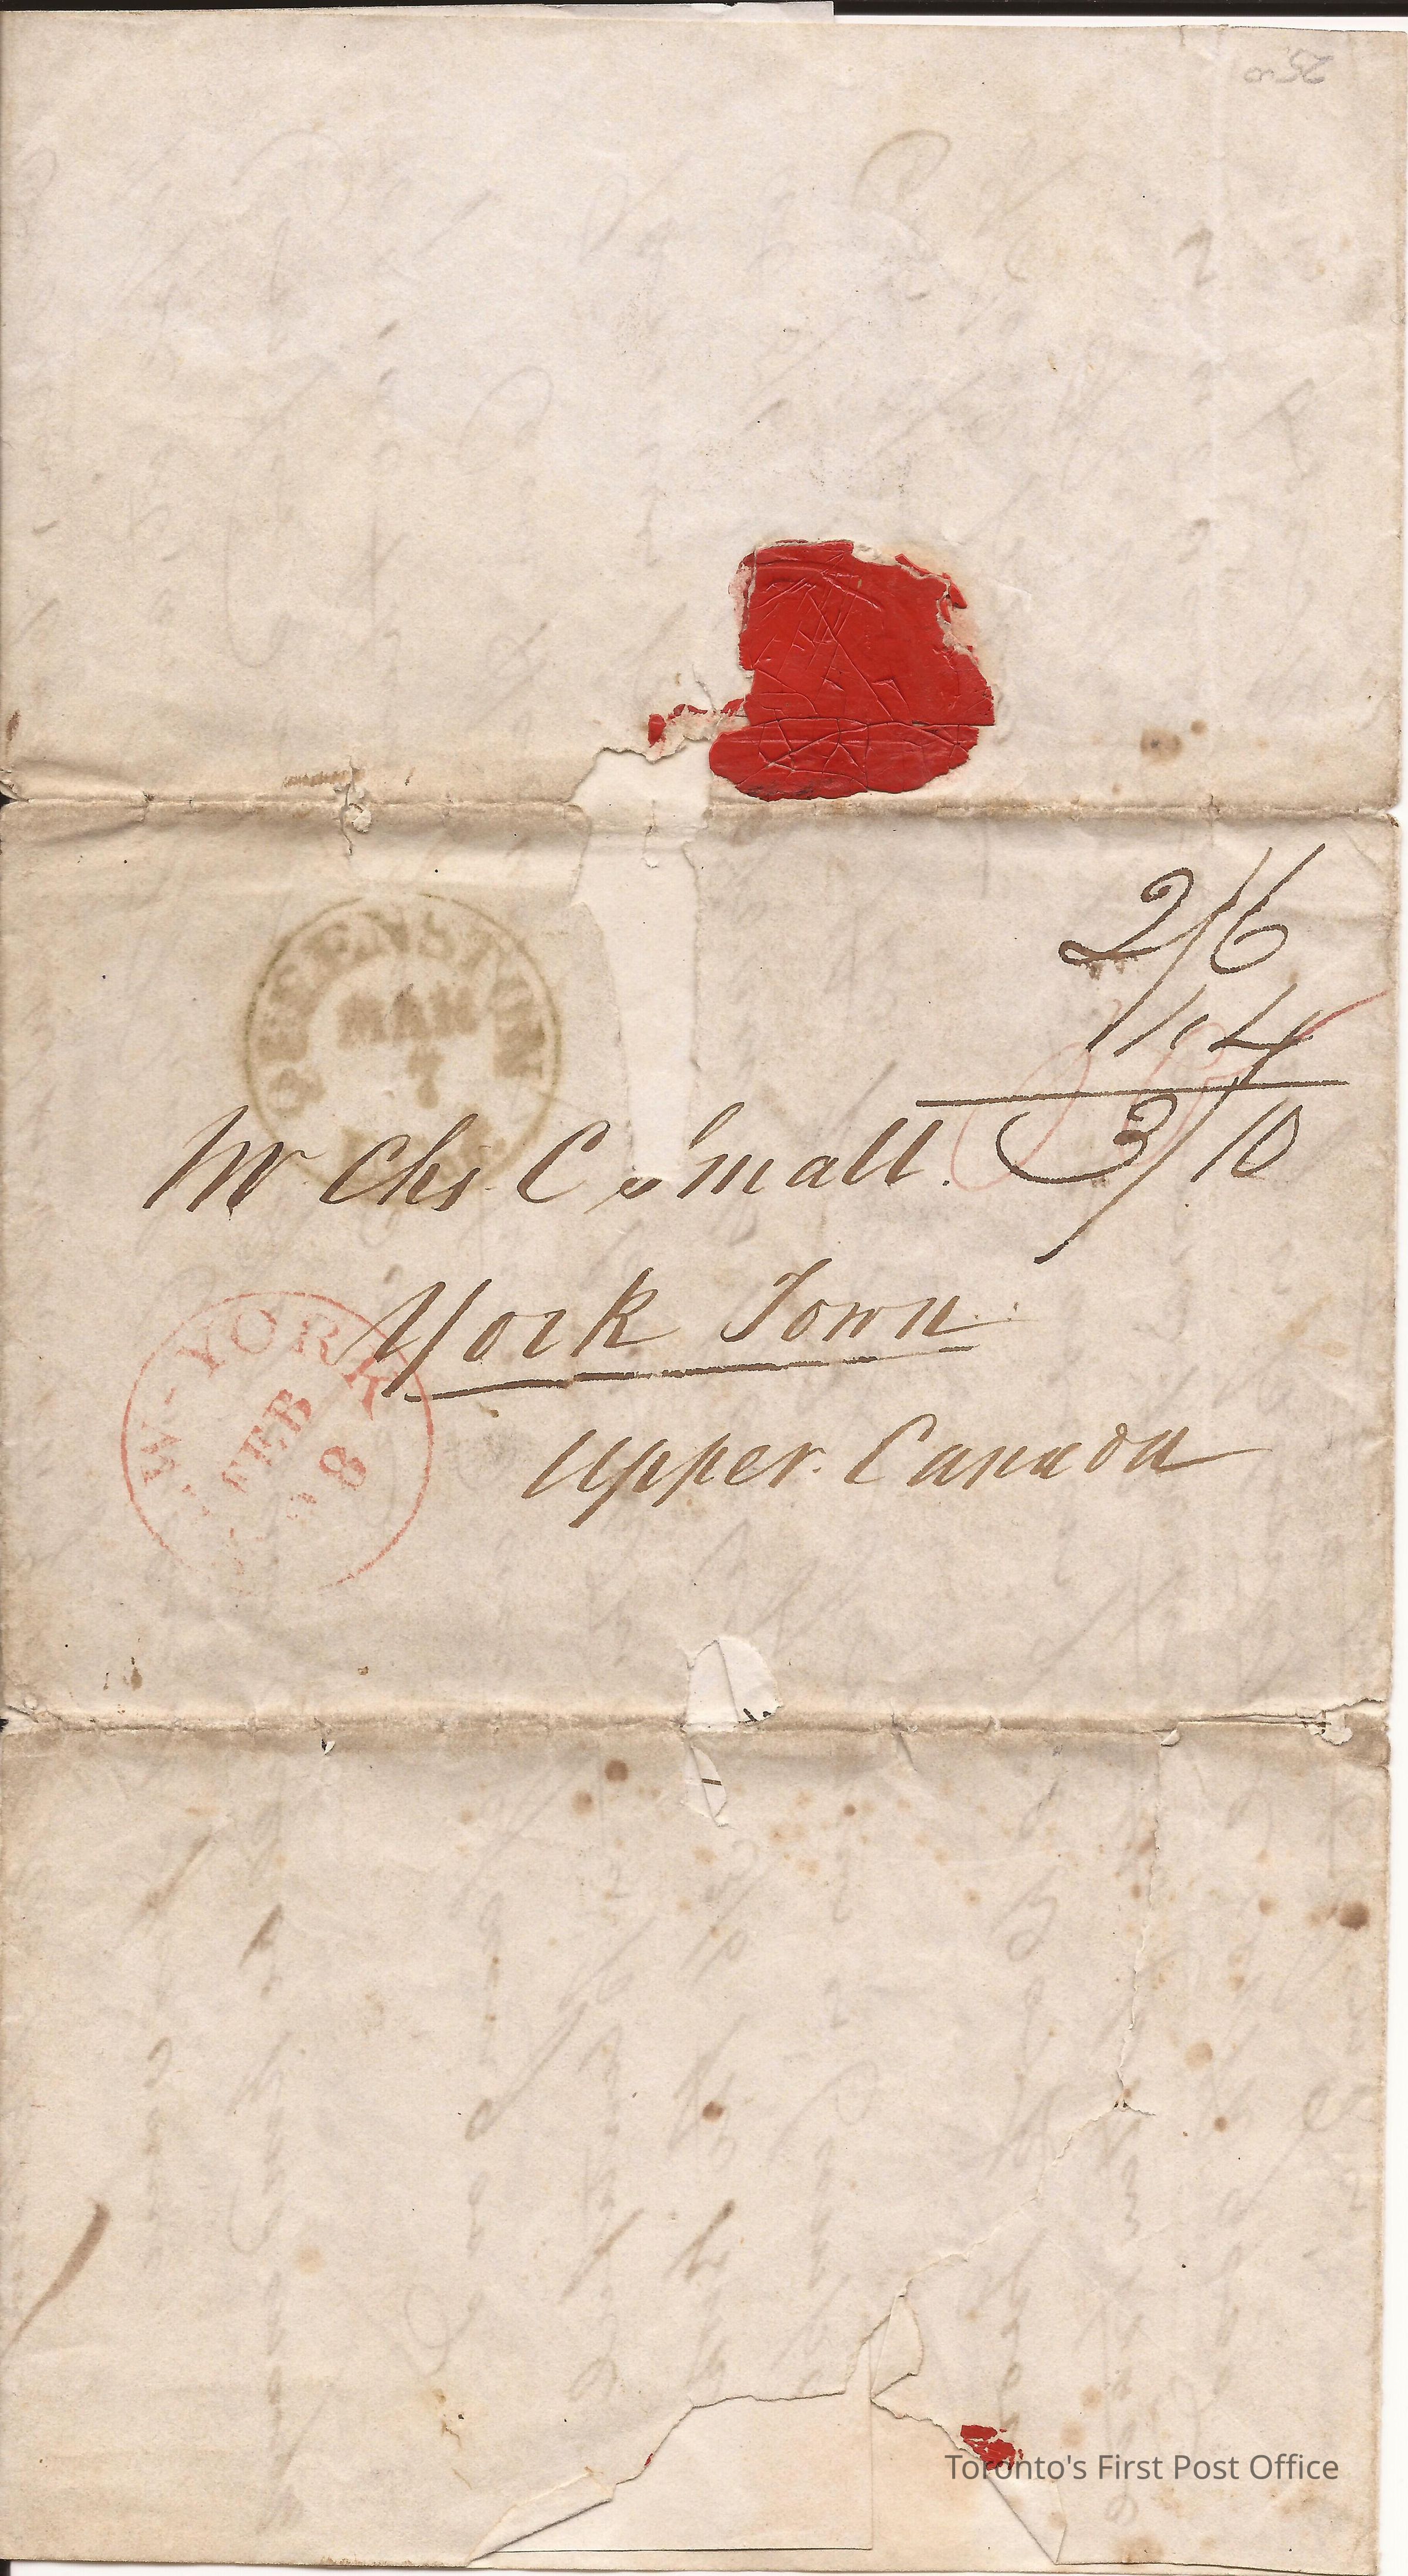 2/6
1/4
3/10
QUEENSTON
MAR
7
Mr Chs C Small.
York Town
Upper Canada
W-YORK
FEB
28
Toronto's First Post Office